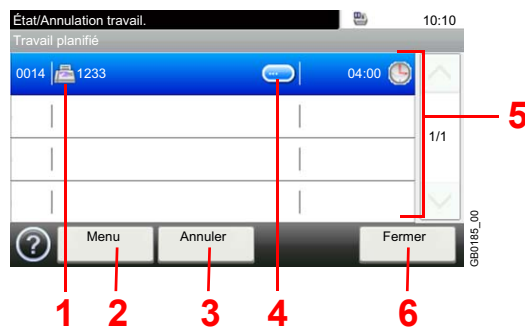 État/Annulation travail. 10:10
Travail planifié
0014 1233 04:00
1/1
5
? Menu Annuler Fermer
GB0185_00
1 2 3 4 6